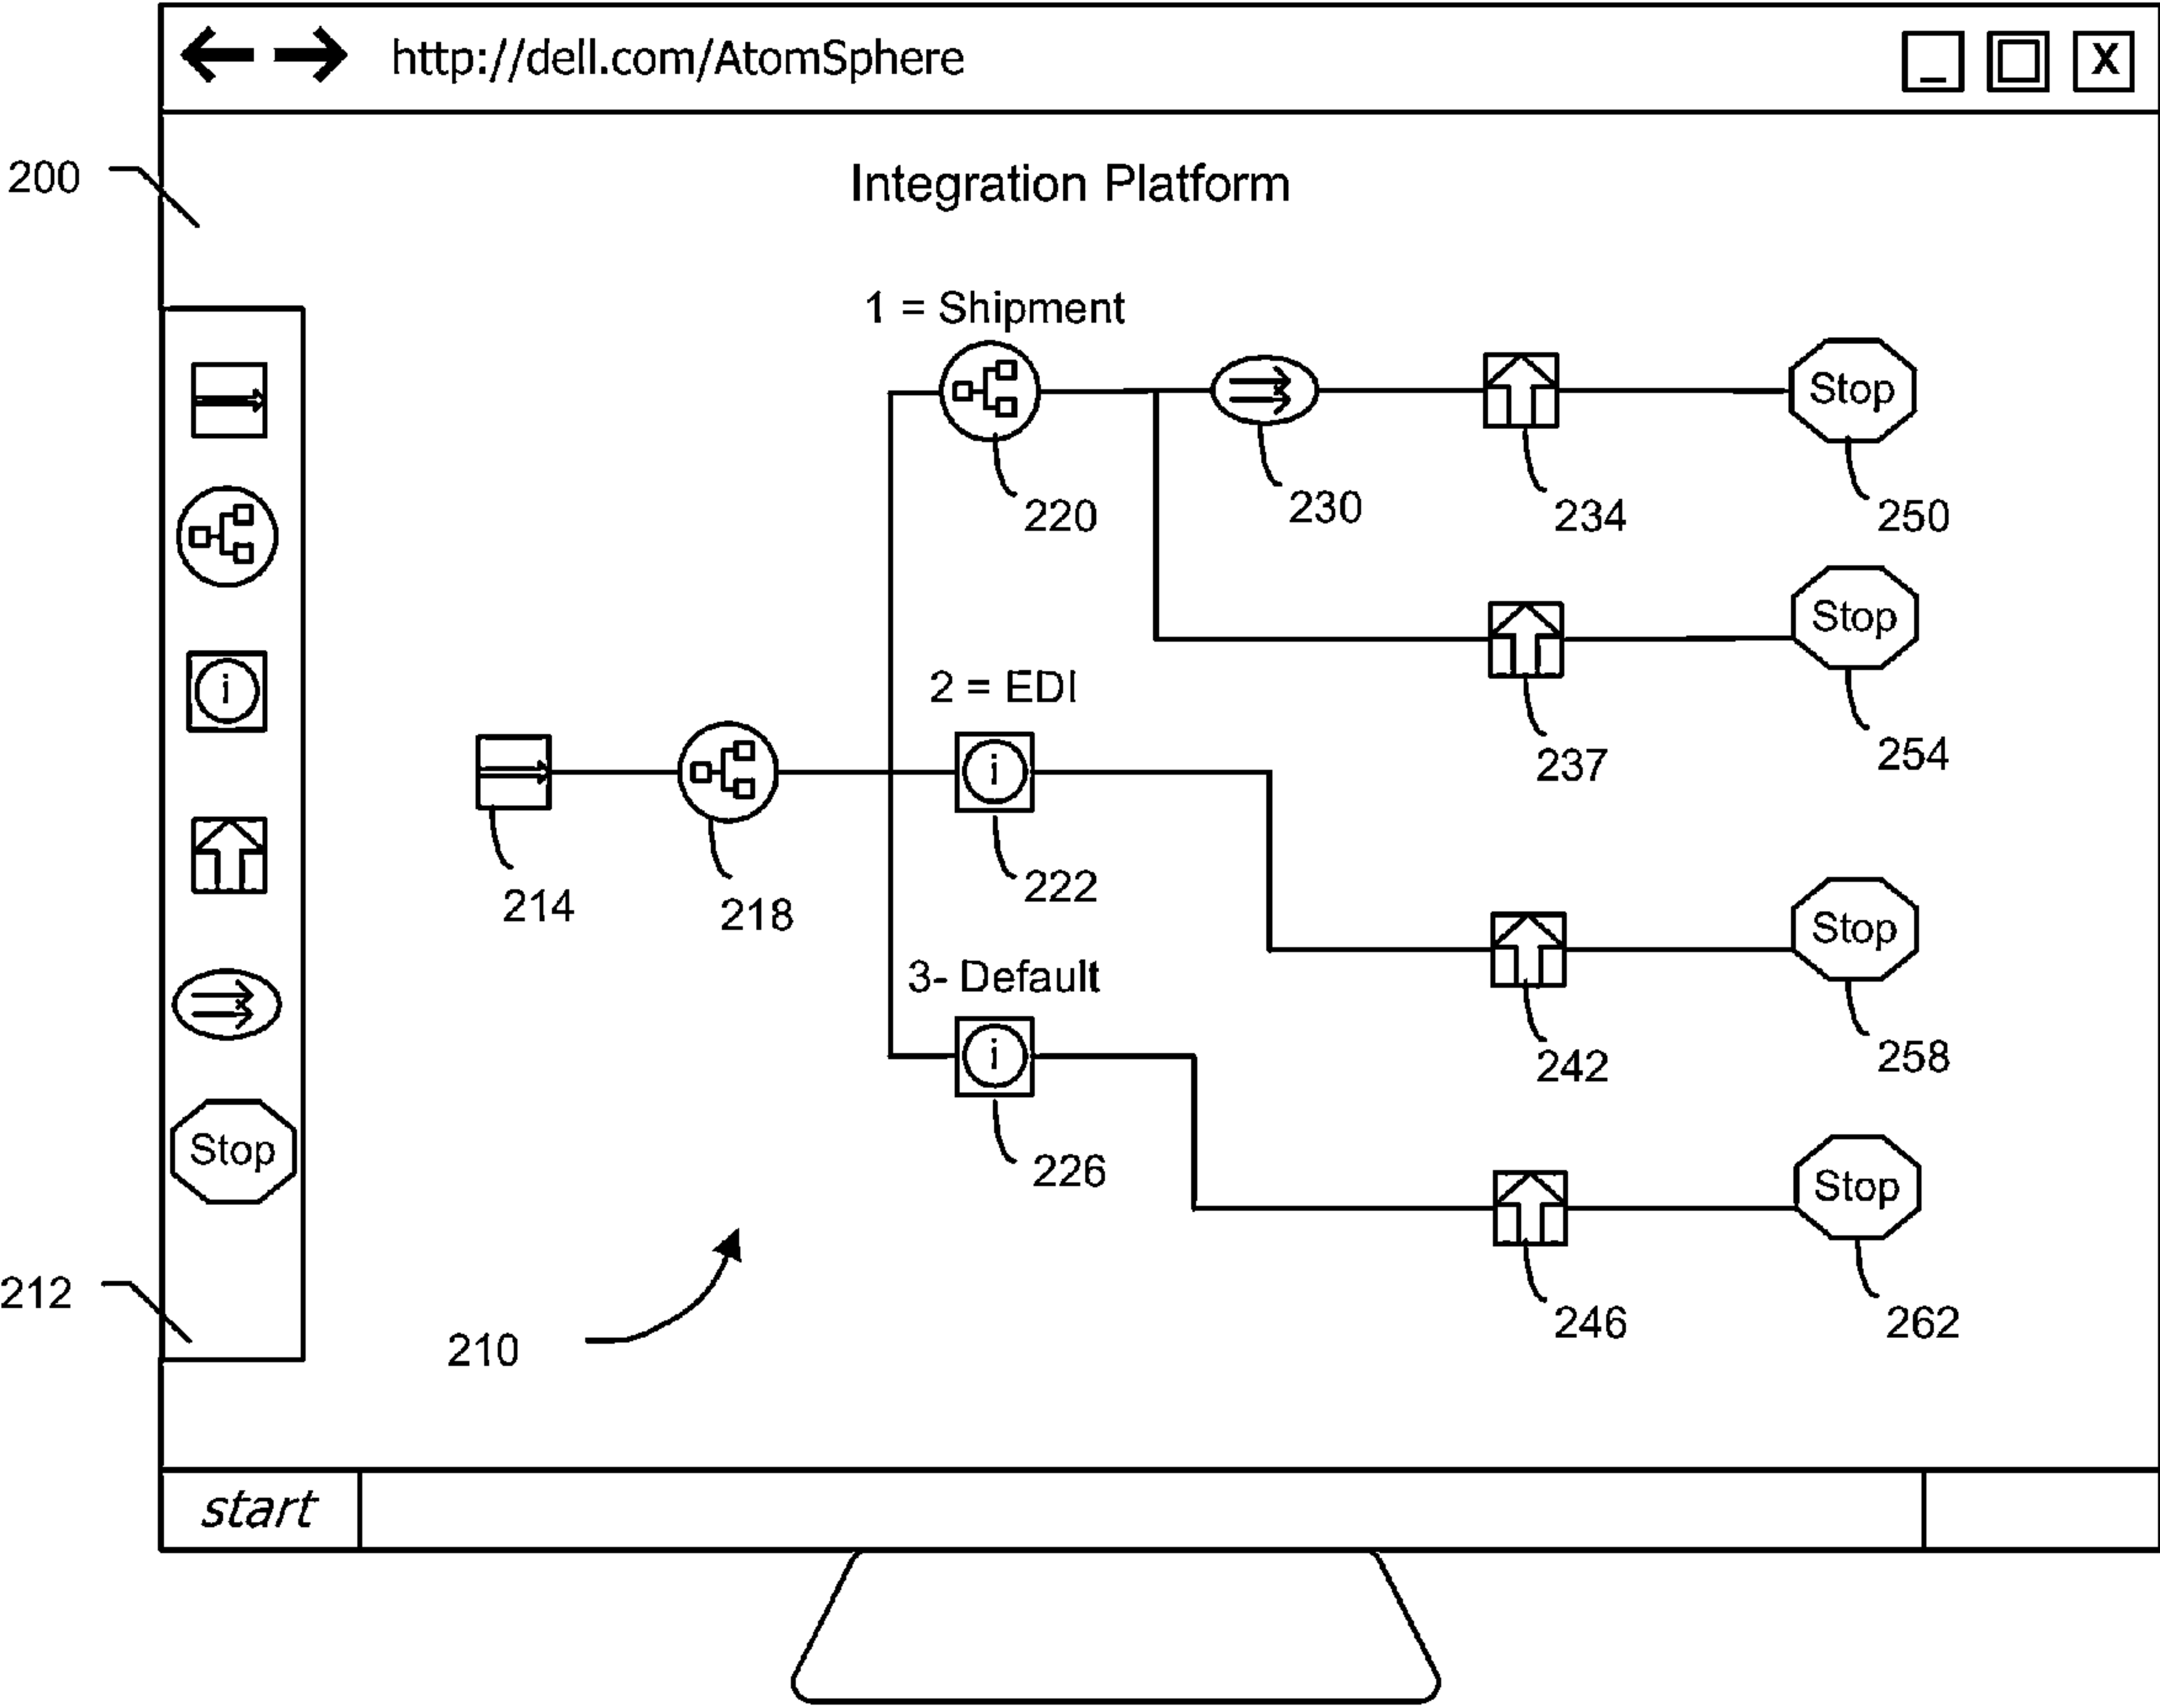 http://dell.com/AtomSphere
_ X
200
Integration Platform
1 = Shipment
Stop
220
230
234
250
i
Stop
2 = EDI
237
254
i
214
218
222
Stop
3- Default
242
258
i
Stop
226
Stop
212
210
246
262
start